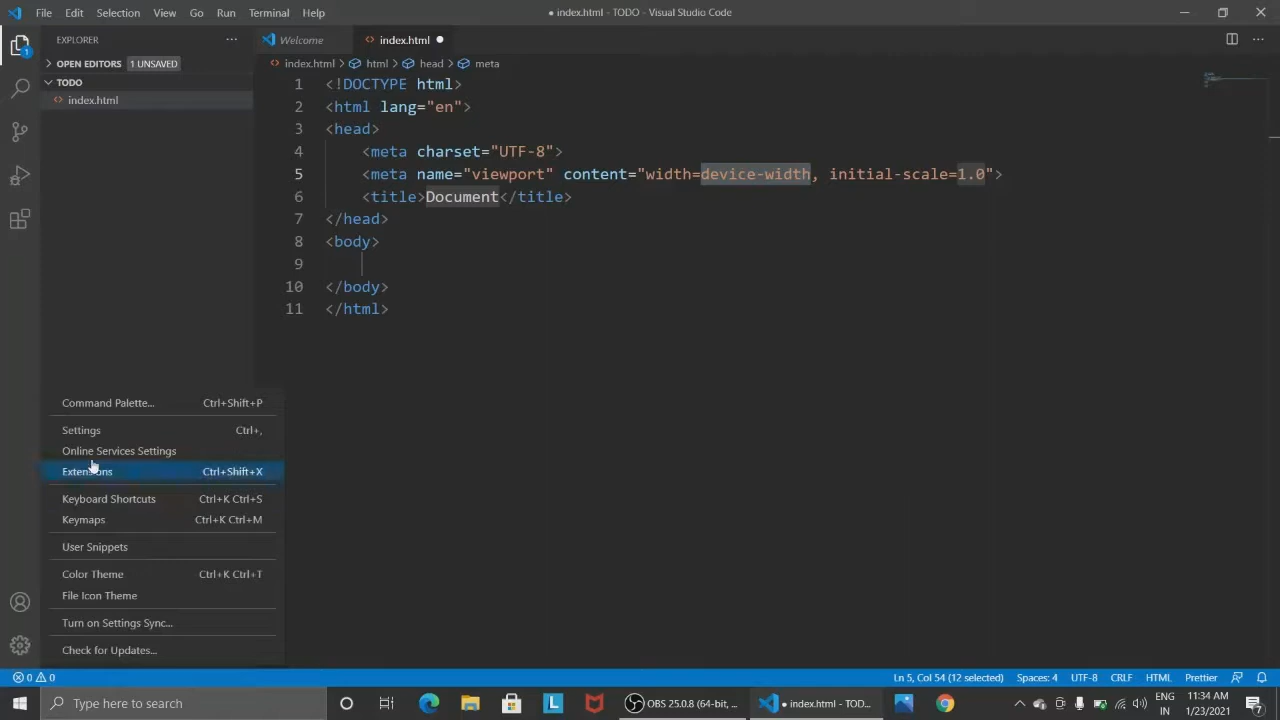 File Edit Selection View Go Run Terminal Help
● index.html - TODO - Visual Studio Code
EXPLORER
Welcome
index.html
OPEN EDITORS 1 UNSAVED
index.html > html > head > meta
TODO
index.html
1 <!DOCTYPE html>
2 <html lang="en">
3 <head>
4 <meta charset="UTF-8">
5 <meta name="viewport" content="width=device-width, initial-scale=1.0">
6 <title>Document</title>
7 </head>
8 <body>
9
10 </body>
11 </html>
Command Palette... Ctrl+Shift+P
Settings Ctrl+,
Online Services Settings
Extensions Ctrl+Shift+X
Keyboard Shortcuts Ctrl+K Ctrl+S
Keymaps Ctrl+K Ctrl+M
User Snippets
Color Theme Ctrl+K Ctrl+T
File Icon Theme
Turn on Settings Sync...
Check for Updates...
0 0 Ln 5, Col 54 (12 selected) Spaces: 4 UTF-8 CRLF HTML Prettier
Type here to search
OBS 25.0.8 (64-bit, ...
● index.html - TOD...
ENG
IN
11:34 AM
1/23/2021
7